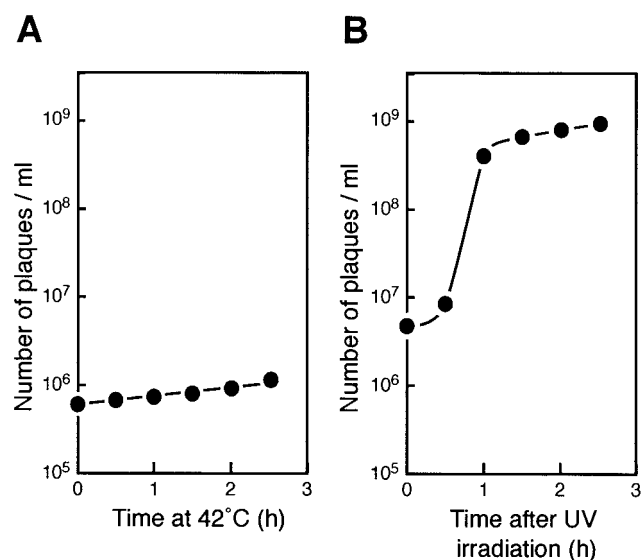 A
B
Number of plaques / ml
10⁹
10⁸
10⁷
10⁶
10⁵
0
1
2
3
Time at 42˚C (h)
Number of plaques / ml
10⁹
10⁸
10⁷
10⁶
10⁵
0
1
2
3
Time after UV
irradiation (h)